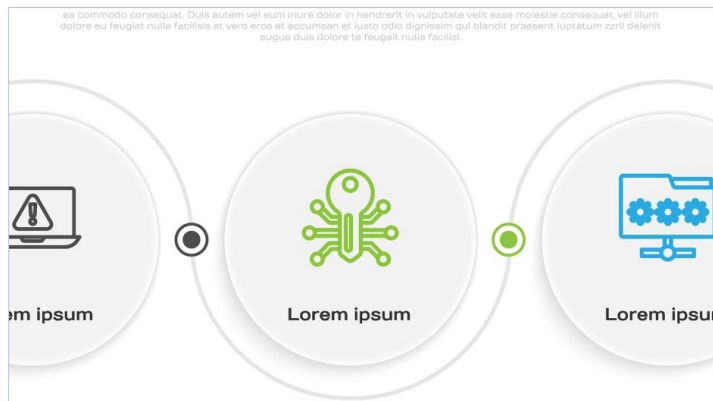 ea commodo consequat. Duis autem vel eum iriure dolor in hendrerit in vulputate velit esse molestie consequat, vel illum
dolore eu feugiat nulla facilisis at vero eros et accumsan et iusto odio dignissim qui blandit praesent luptatum zzril delenit
augue duis dolore te feugait nulla facilisi.
em ipsum
Lorem ipsum
Lorem ipsu